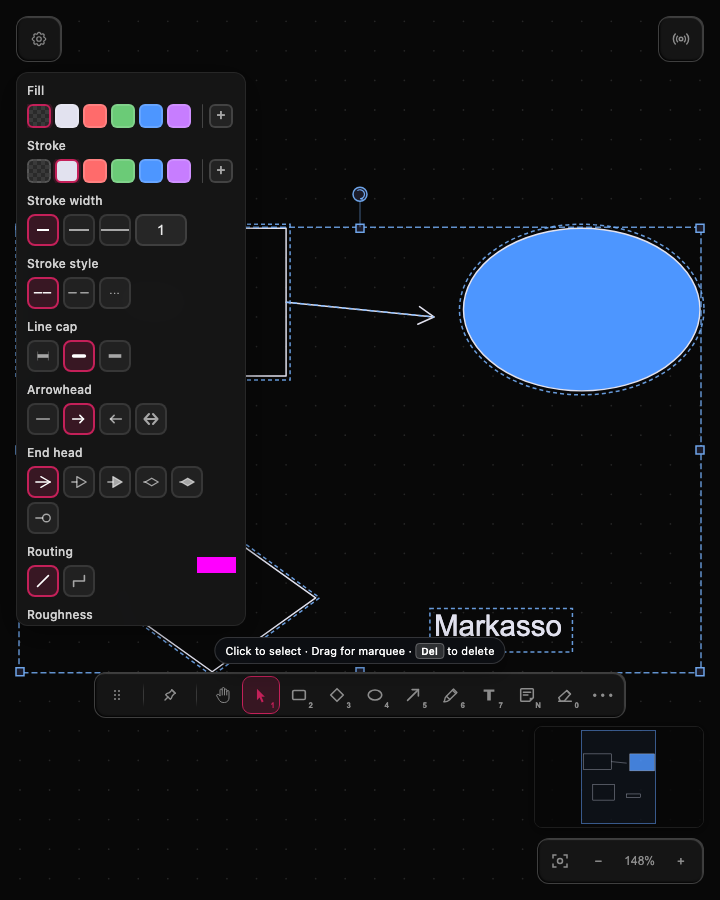 Fill
+
Stroke
+
Stroke width
1
Stroke style
Line cap
Arrowhead
End head
Routing
Roughness
Markasso
Click to select · Drag for marquee · Del to delete
1 2 3 4 5 6 T 7 N 0
− 148% +